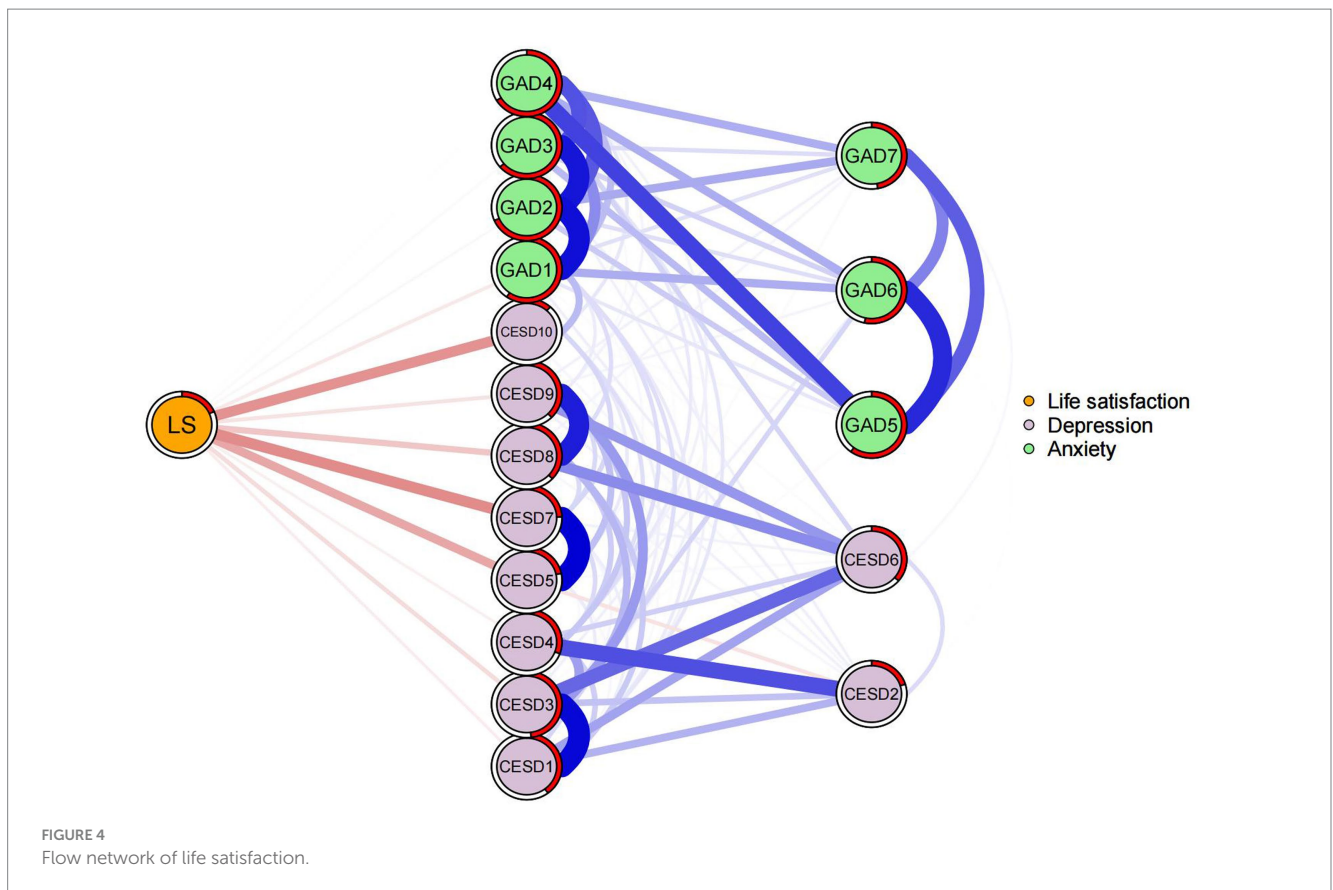 GAD4
GAD3
GAD2
GAD1
CESD10
CESD9
CESD8
CESD7
CESD5
CESD4
CESD3
CESD1
LS
GAD7
GAD6
GAD5
CESD6
CESD2
Life satisfaction
Depression
Anxiety
FIGURE 4
Flow network of life satisfaction.